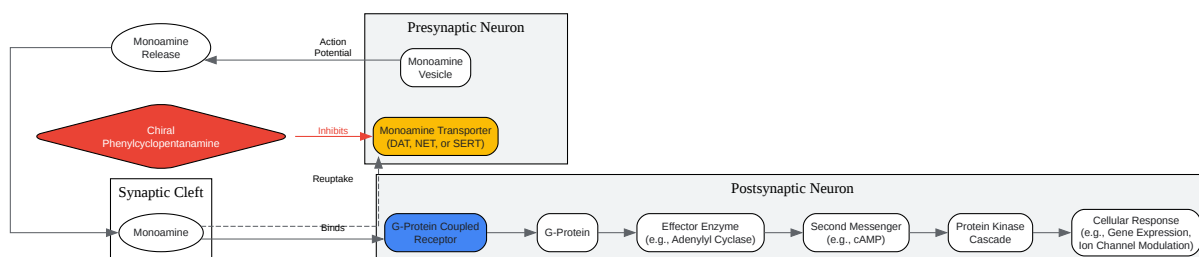 Presynaptic Neuron
Monoamine
Release
Action
Potential
Monoamine
Vesicle
Chiral
Phenylcyclopentanamine
Inhibits
Monoamine Transporter
(DAT, NET, or SERT)
Reuptake
Synaptic Cleft
Monoamine
Binds
Postsynaptic Neuron
G-Protein Coupled
Receptor
G-Protein
Effector Enzyme
(e.g., Adenylyl Cyclase)
Second Messenger
(e.g., cAMP)
Protein Kinase
Cascade
Cellular Response
(e.g., Gene Expression,
Ion Channel Modulation)